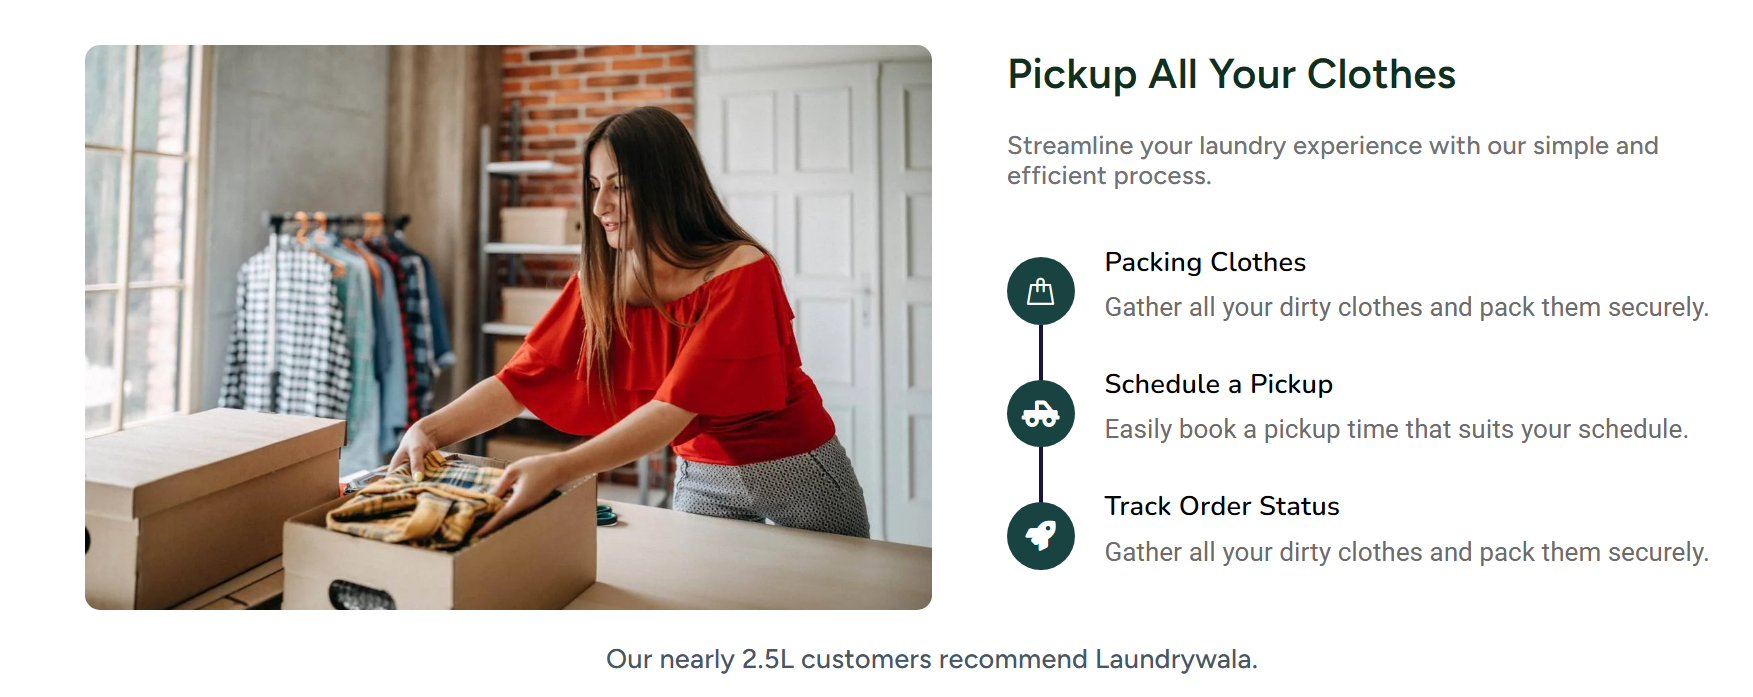 Pickup All Your Clothes
Streamline your laundry experience with our simple and
efficient process.
Packing Clothes
Gather all your dirty clothes and pack them securely.
Schedule a Pickup
Easily book a pickup time that suits your schedule.
Track Order Status
Gather all your dirty clothes and pack them securely.
Our nearly 2.5L customers recommend Laundrywala.